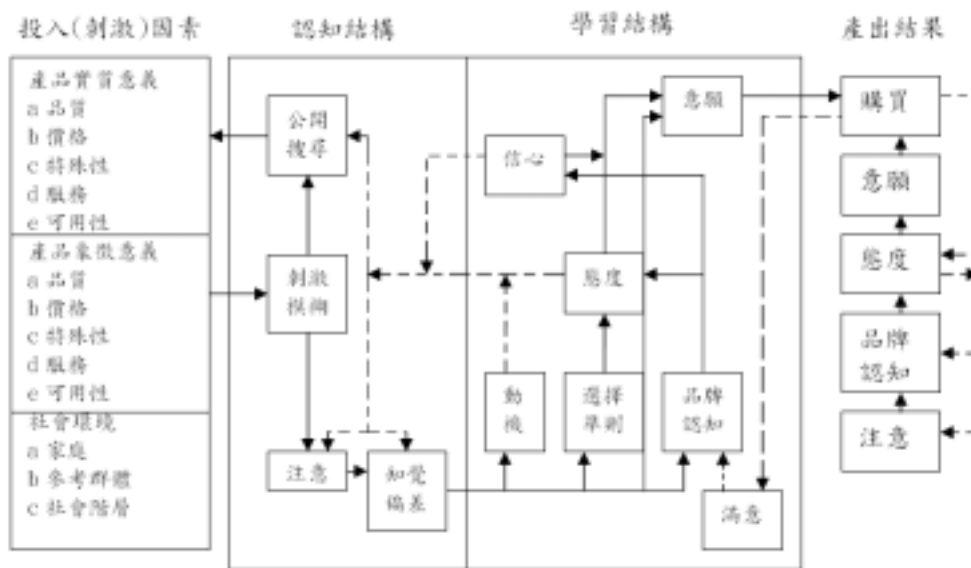 投入(刺激)因素
認知結構
學習結構
產出結果
產品實質意義
a 品質
b 價格
c 特殊性
d 服務
e 可用性
產品象徵意義
a 品質
b 價格
c 特殊性
d 服務
e 可用性
社會環境
a 家庭
b 參考群體
c 社會階層
公開
搜尋
刺激
模糊
注意
知覺
偏差
意願
信心
態度
動
機
選擇
準則
品牌
認知
滿意
購買
意願
態度
品牌
認知
注意